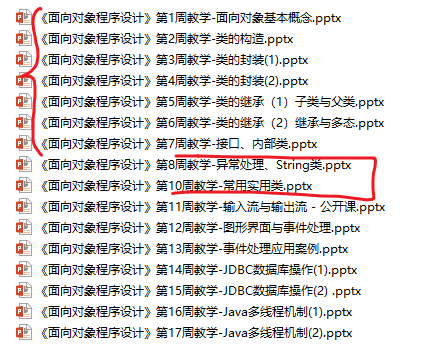 《面向对象程序设计》第1周教学-面向对象基本概念.pptx
《面向对象程序设计》第2周教学-类的构造.pptx
《面向对象程序设计》第3周教学-类的封装(1).pptx
《面向对象程序设计》第4周教学-类的封装(2).pptx
《面向对象程序设计》第5周教学-类的继承（1）子类与父类.pptx
《面向对象程序设计》第6周教学-类的继承（2）继承与多态.pptx
《面向对象程序设计》第7周教学-接口、内部类.pptx
《面向对象程序设计》第8周教学-异常处理、String类.pptx
《面向对象程序设计》第10周教学-常用实用类.pptx
《面向对象程序设计》第11周教学-输入流与输出流 - 公开课.pptx
《面向对象程序设计》第12周教学-图形界面与事件处理.pptx
《面向对象程序设计》第13周教学-事件处理应用案例.pptx
《面向对象程序设计》第14周教学-JDBC数据库操作(1).pptx
《面向对象程序设计》第15周教学-JDBC数据库操作(2) .pptx
《面向对象程序设计》第16周教学-Java多线程机制(1).pptx
《面向对象程序设计》第17周教学-Java多线程机制(2).pptx